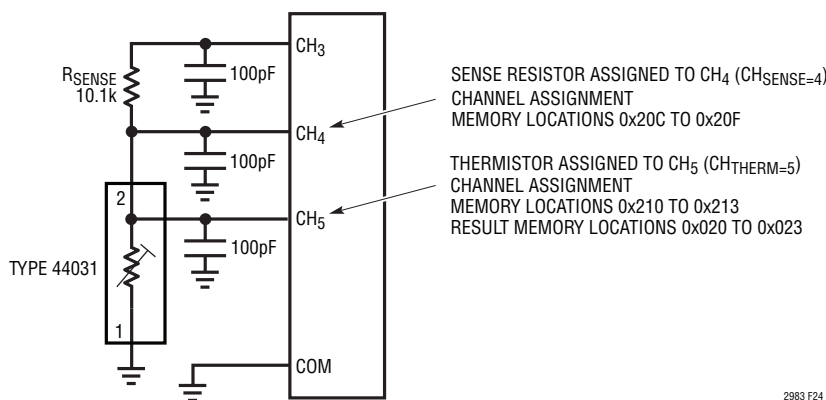 CH3
RSENSE
10.1k
100pF
CH4
100pF
2
CH5
100pF
TYPE 44031
1
COM
SENSE RESISTOR ASSIGNED TO CH4 (CHSENSE=4)
CHANNEL ASSIGNMENT
MEMORY LOCATIONS 0x20C TO 0x20F
THERMISTOR ASSIGNED TO CH5 (CHTHERM=5)
CHANNEL ASSIGNMENT
MEMORY LOCATIONS 0x210 TO 0x213
RESULT MEMORY LOCATIONS 0x020 TO 0x023
2983 F24